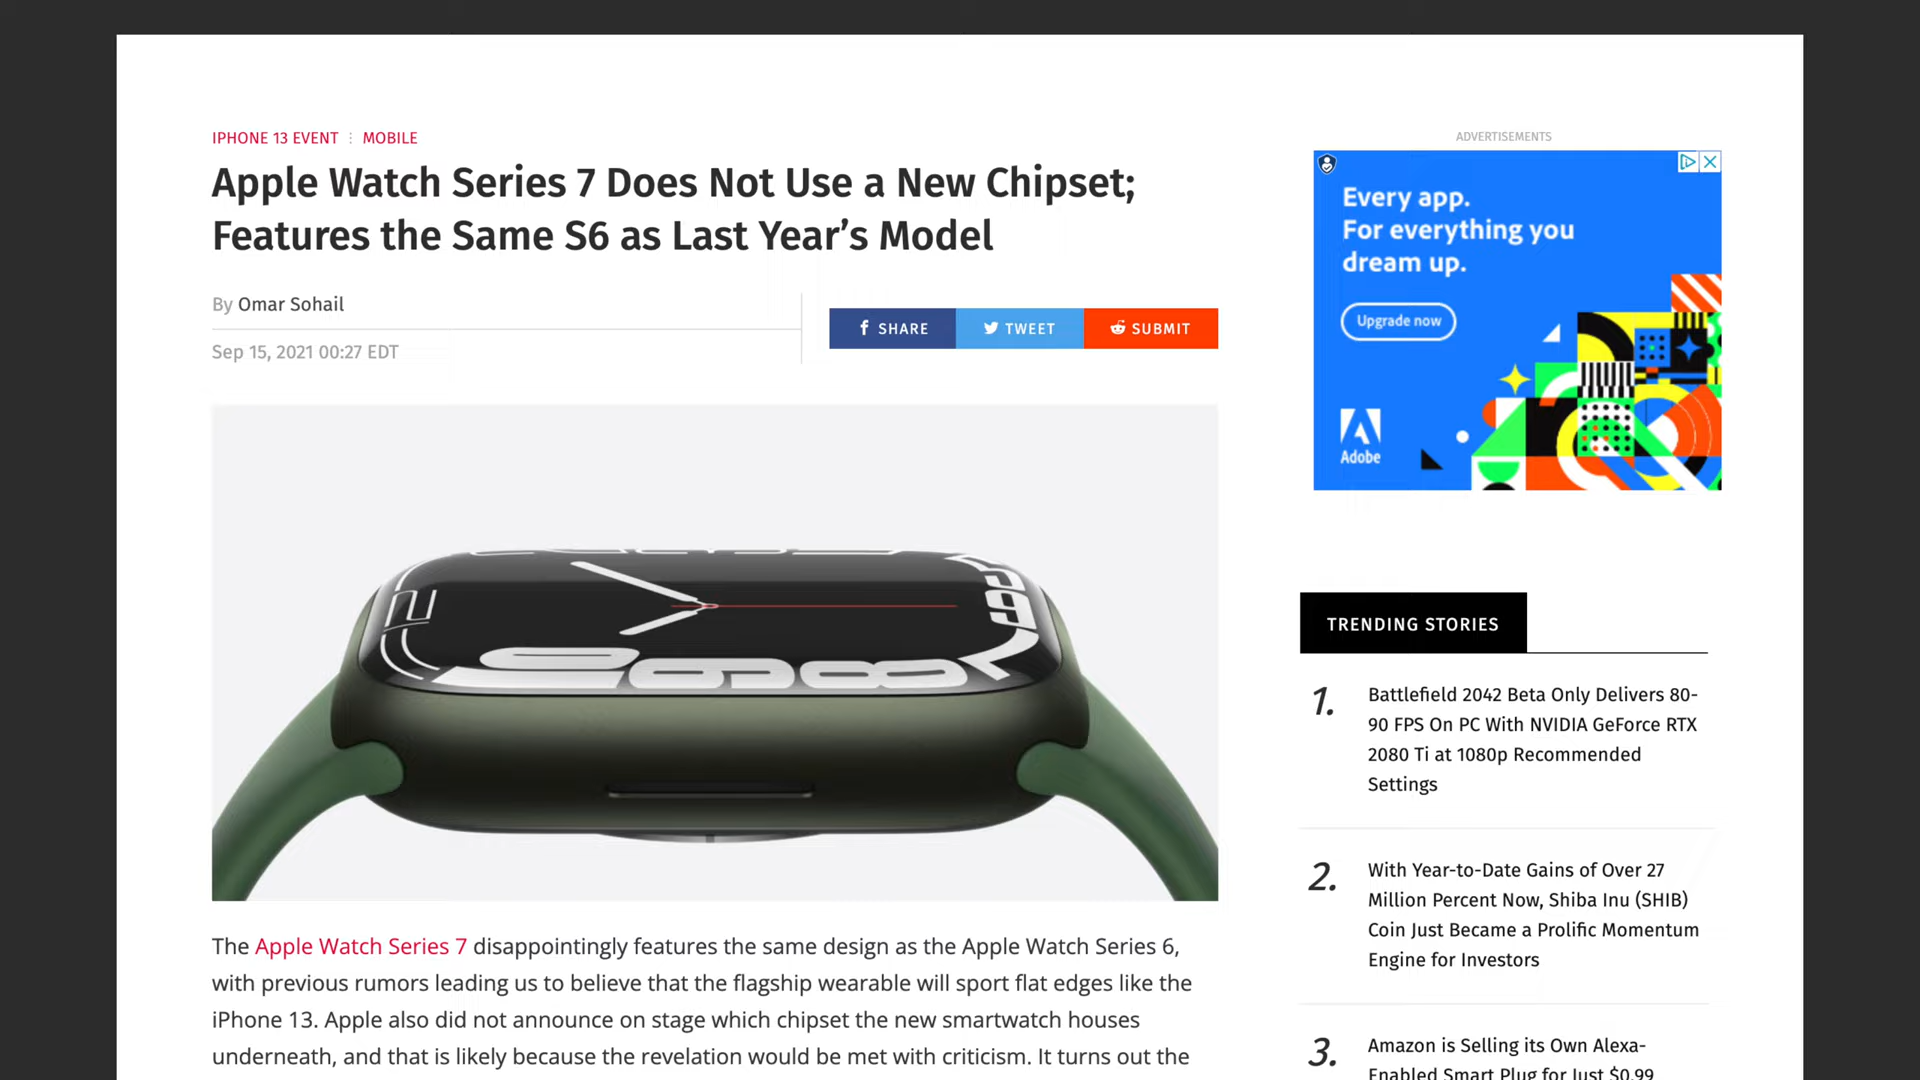 IPHONE 13 EVENT ⋮ MOBILE
Apple Watch Series 7 Does Not Use a New Chipset;
Features the Same S6 as Last Year’s Model
By Omar Sohail
Sep 15, 2021 00:27 EDT
SHARE
TWEET
SUBMIT
The Apple Watch Series 7 disappointingly features the same design as the Apple Watch Series 6,
with previous rumors leading us to believe that the flagship wearable will sport flat edges like the
iPhone 13. Apple also did not announce on stage which chipset the new smartwatch houses
underneath, and that is likely because the revelation would be met with criticism. It turns out the
ADVERTISEMENTS
Every app.
For everything you
dream up.
Upgrade now
Adobe
TRENDING STORIES
1.
Battlefield 2042 Beta Only Delivers 80-
90 FPS On PC With NVIDIA GeForce RTX
2080 Ti at 1080p Recommended
Settings
2.
With Year-to-Date Gains of Over 27
Million Percent Now, Shiba Inu (SHIB)
Coin Just Became a Prolific Momentum
Engine for Investors
3.
Amazon is Selling its Own Alexa-
Enabled Smart Plug for Just $0.99